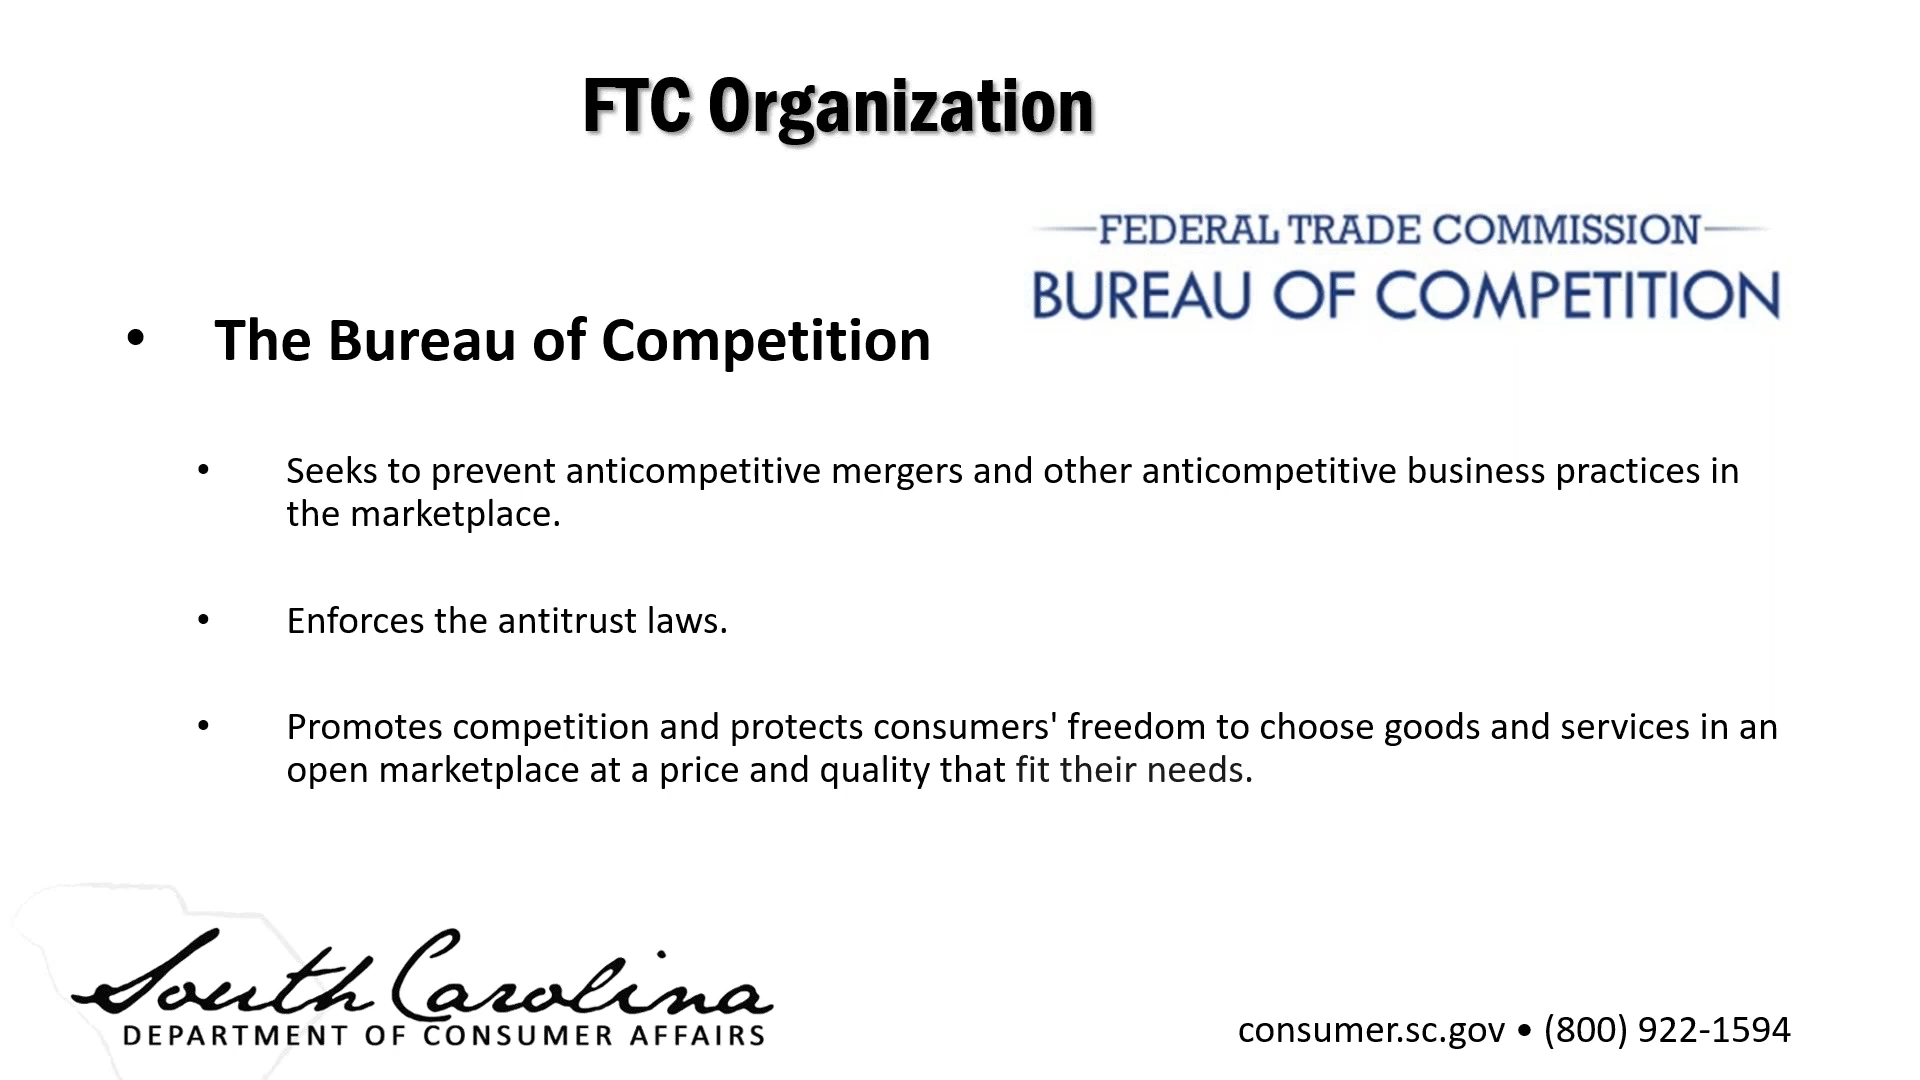 FTC Organization
FEDERAL TRADE COMMISSION
BUREAU OF COMPETITION
• The Bureau of Competition
• Seeks to prevent anticompetitive mergers and other anticompetitive business practices in
the marketplace.
• Enforces the antitrust laws.
• Promotes competition and protects consumers' freedom to choose goods and services in an
open marketplace at a price and quality that fit their needs.
South Carolina
DEPARTMENT OF CONSUMER AFFAIRS
consumer.sc.gov • (800) 922-1594